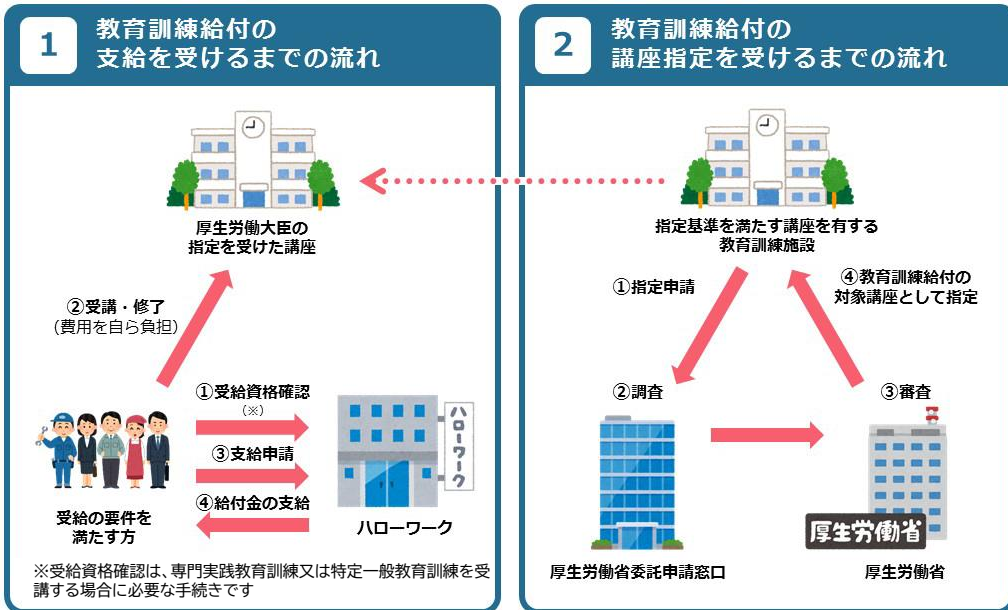 1
教育訓練給付の
支給を受けるまでの流れ
厚生労働大臣の
指定を受けた講座
②受講・修了
(費用を自ら負担)
①受給資格確認
(※)
③支給申請
④給付金の支給
ハローワーク
受給の要件を
満たす方
ハローワーク
※受給資格確認は、専門実践教育訓練又は特定一般教育訓練を受
講する場合に必要な手続きです
2
教育訓練給付の
講座指定を受けるまでの流れ
指定基準を満たす講座を有する
教育訓練施設
①指定申請
④教育訓練給付の
対象講座として指定
②調査
③審査
厚生労働省
厚生労働省委託申請窓口
厚生労働省